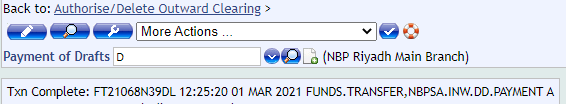 Back to: Authorise/Delete Outward Clearing >
More Actions ...
Payment of Drafts D (NBP Riyadh Main Branch)
Txn Complete: FT21068N39DL 12:25:20 01 MAR 2021 FUNDS.TRANSFER,NBPSA.INW.DD.PAYMENT A